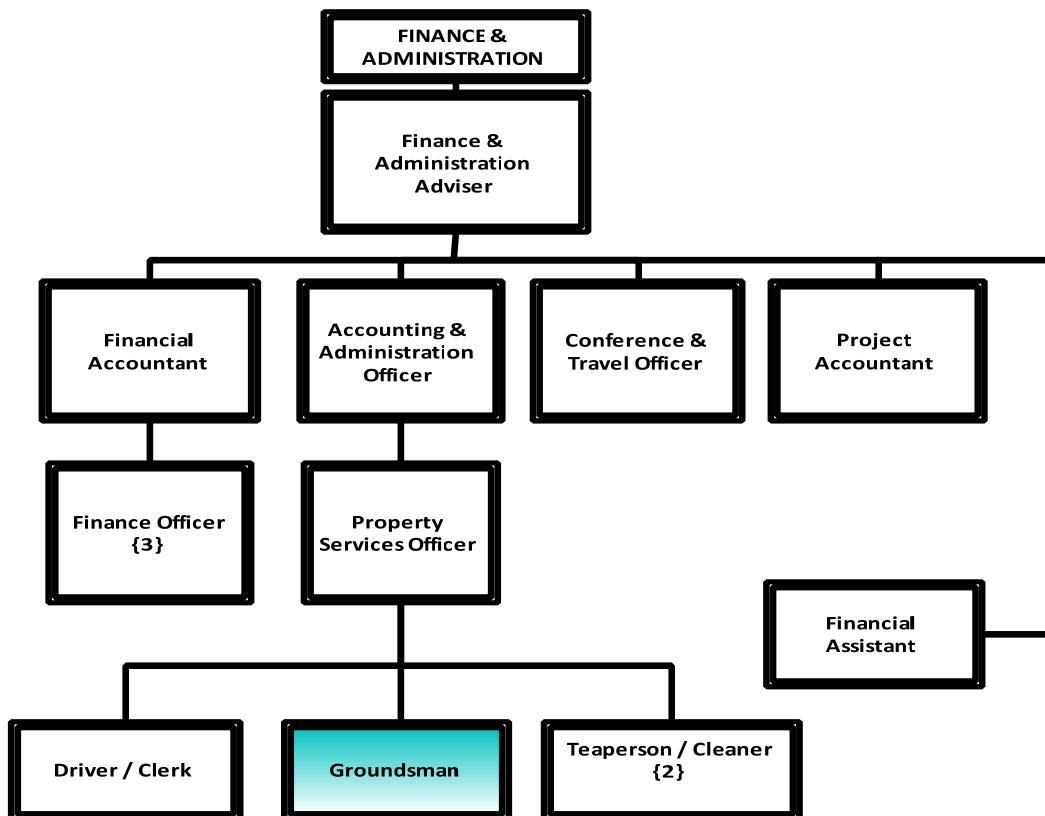 FINANCE &
ADMINISTRATION
Finance &
Administration
Adviser
Financial
Accountant
Accounting &
Administration
Officer
Conference &
Travel Officer
Project
Accountant
Finance Officer
{3}
Property
Services Officer
Financial
Assistant
Driver / Clerk
Groundsman
Teaperson / Cleaner
{2}